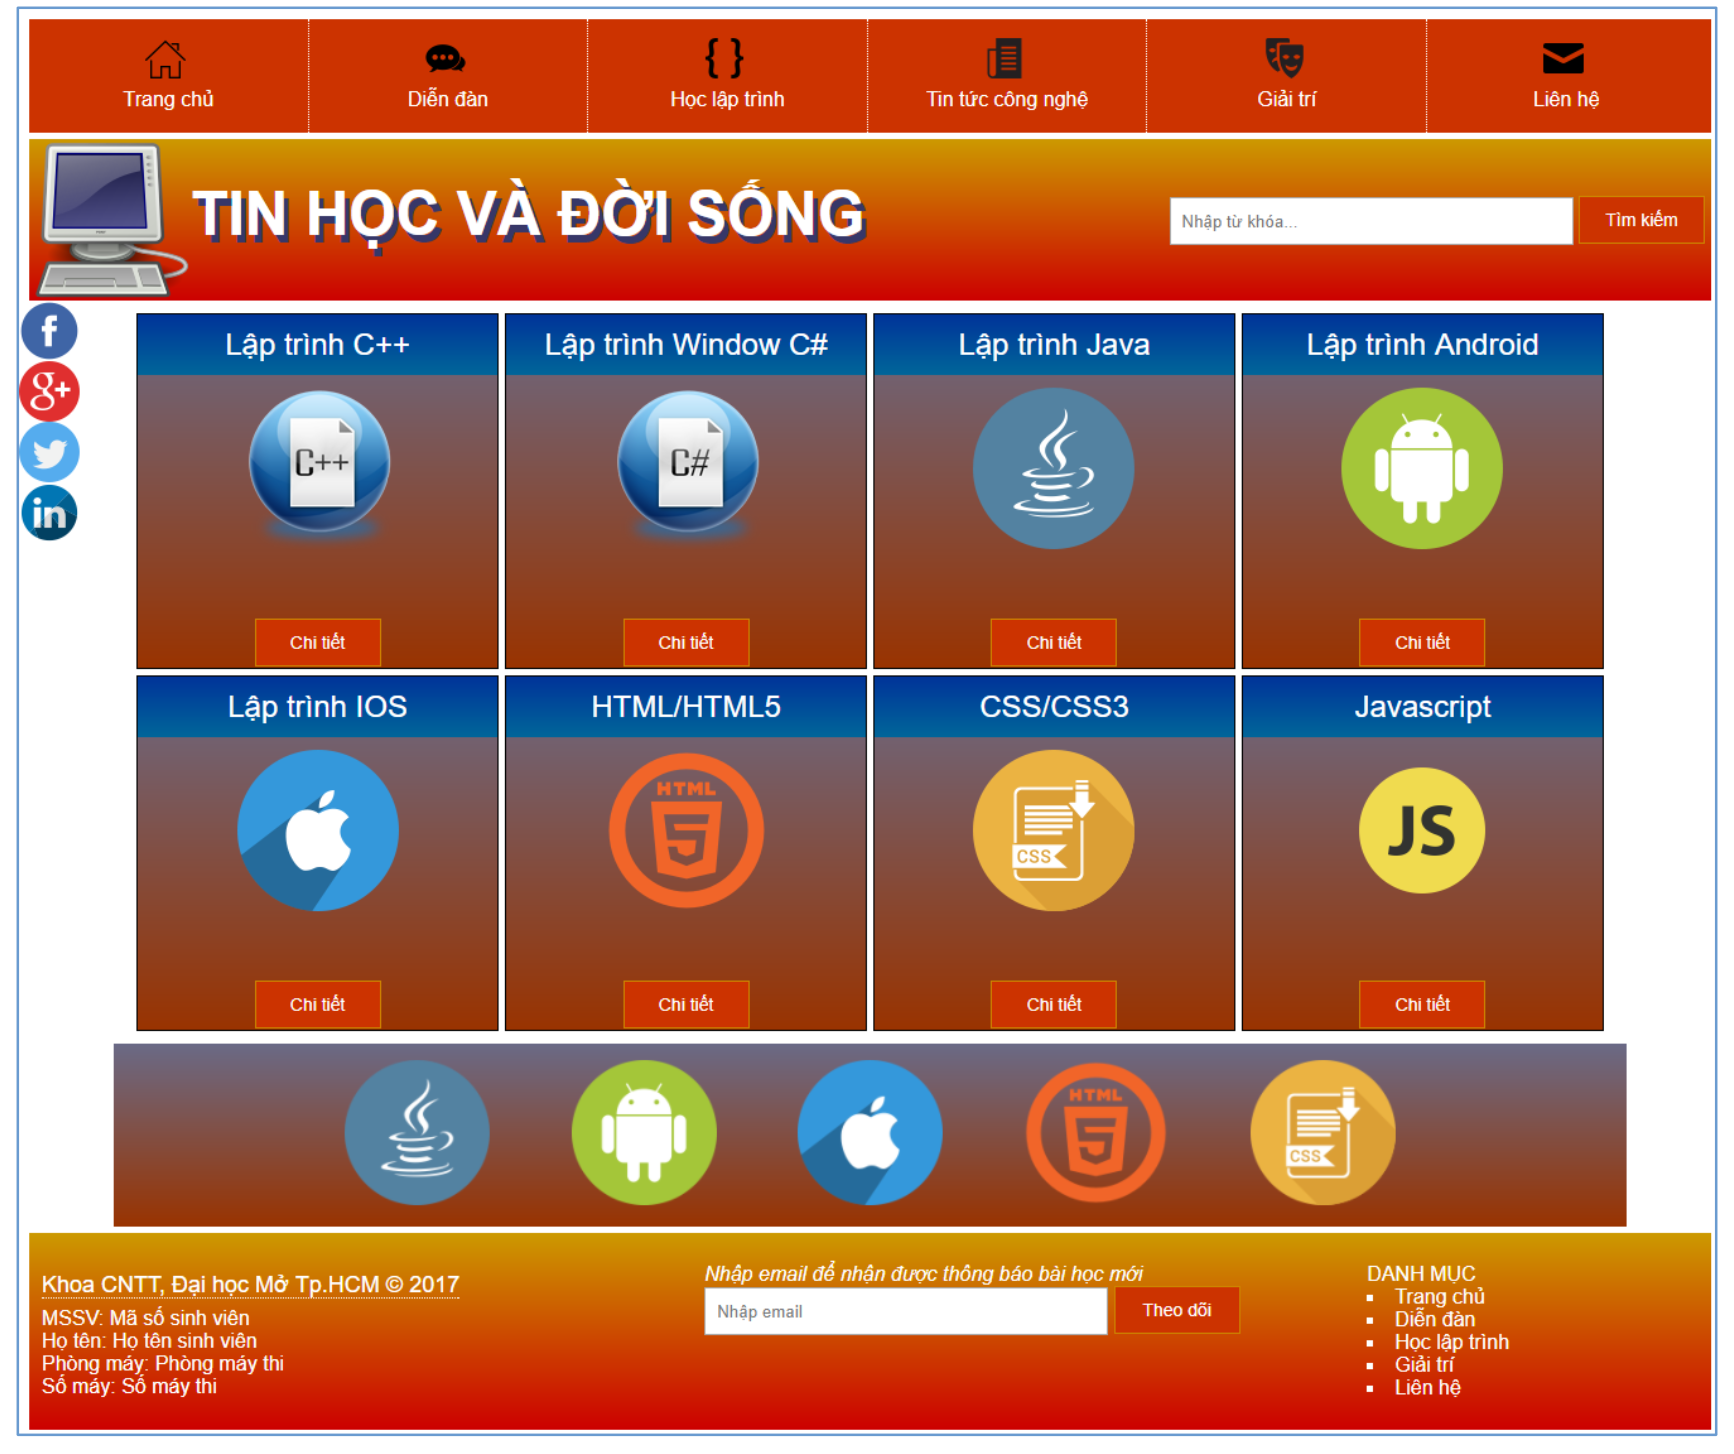 Trang chủ
Diễn đàn
{ }
Học lập trình
Tin tức công nghệ
Giải trí
Liên hệ
TIN HỌC VÀ ĐỜI SỐNG
Nhập từ khóa...
Tìm kiếm
f
g+
in
Lập trình C++
Lập trình Window C#
Lập trình Java
Lập trình Android
C++
C#
Chi tiết
Chi tiết
Chi tiết
Chi tiết
Lập trình IOS
HTML/HTML5
CSS/CSS3
Javascript
HTML
5
CSS
JS
Chi tiết
Chi tiết
Chi tiết
Chi tiết
HTML
5
CSS
Khoa CNTT, Đại học Mở Tp.HCM © 2017
MSSV: Mã số sinh viên
Họ tên: Họ tên sinh viên
Phòng máy: Phòng máy thi
Số máy: Số máy thi
Nhập email để nhận được thông báo bài học mới
Nhập email
Theo dõi
DANH MỤC
Trang chủ
Diễn đàn
Học lập trình
Giải trí
Liên hệ